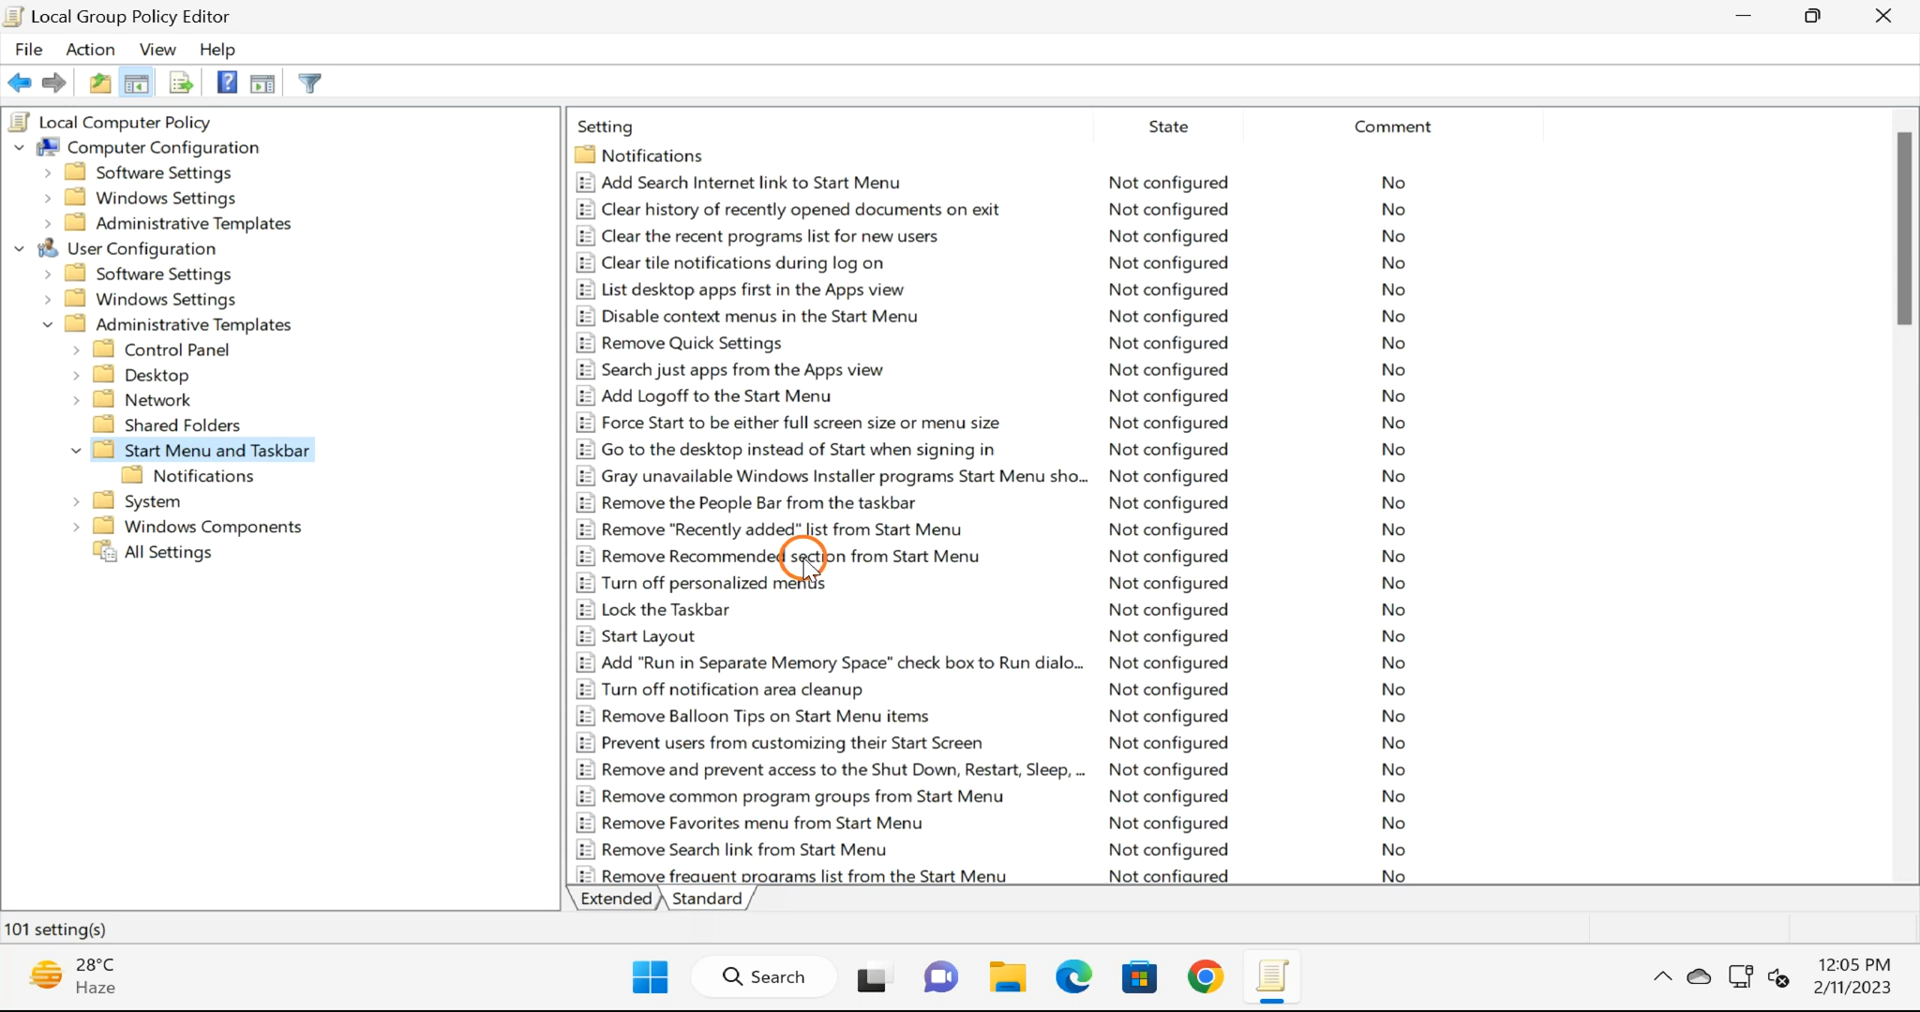 Local Group Policy Editor
File Action View Help
Local Computer Policy
Computer Configuration
Software Settings
Windows Settings
Administrative Templates
User Configuration
Software Settings
Windows Settings
Administrative Templates
Control Panel
Desktop
Network
Shared Folders
Start Menu and Taskbar
Notifications
System
Windows Components
All Settings
Setting State Comment
Notifications
Add Search Internet link to Start Menu Not configured No
Clear history of recently opened documents on exit Not configured No
Clear the recent programs list for new users Not configured No
Clear tile notifications during log on Not configured No
List desktop apps first in the Apps view Not configured No
Disable context menus in the Start Menu Not configured No
Remove Quick Settings Not configured No
Search just apps from the Apps view Not configured No
Add Logoff to the Start Menu Not configured No
Force Start to be either full screen size or menu size Not configured No
Go to the desktop instead of Start when signing in Not configured No
Gray unavailable Windows Installer programs Start Menu sho... Not configured No
Remove the People Bar from the taskbar Not configured No
Remove "Recently added" list from Start Menu Not configured No
Remove Recommended section from Start Menu Not configured No
Turn off personalized menus Not configured No
Lock the Taskbar Not configured No
Start Layout Not configured No
Add "Run in Separate Memory Space" check box to Run dialo... Not configured No
Turn off notification area cleanup Not configured No
Remove Balloon Tips on Start Menu items Not configured No
Prevent users from customizing their Start Screen Not configured No
Remove and prevent access to the Shut Down, Restart, Sleep, ... Not configured No
Remove common program groups from Start Menu Not configured No
Remove Favorites menu from Start Menu Not configured No
Remove Search link from Start Menu Not configured No
Remove frequent programs list from the Start Menu Not configured No
Extended Standard
101 setting(s)
28°C
Haze
Search
12:05 PM
2/11/2023